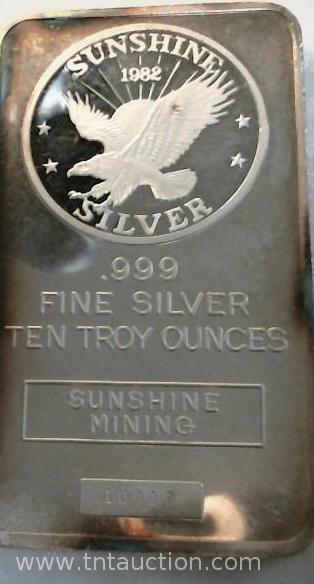 SUNSHINE
1982
SILVER
.999
FINE SILVER
TEN TROY OUNCES
SUNSHINE
MINING
www.tntauction.com